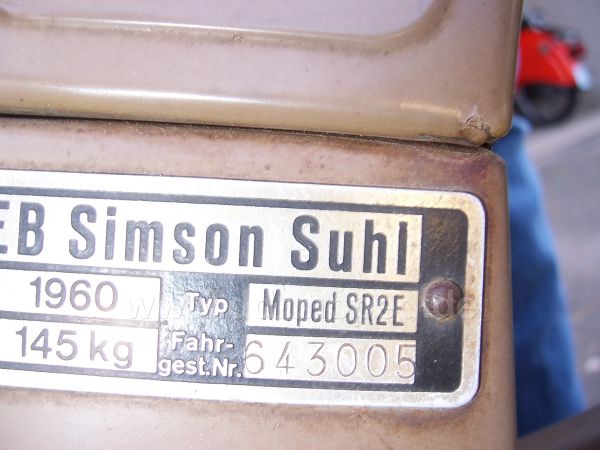 EB Simson Suhl
1960 Typ Moped SR2E
145 kg Fahr-
gest.Nr. 643005